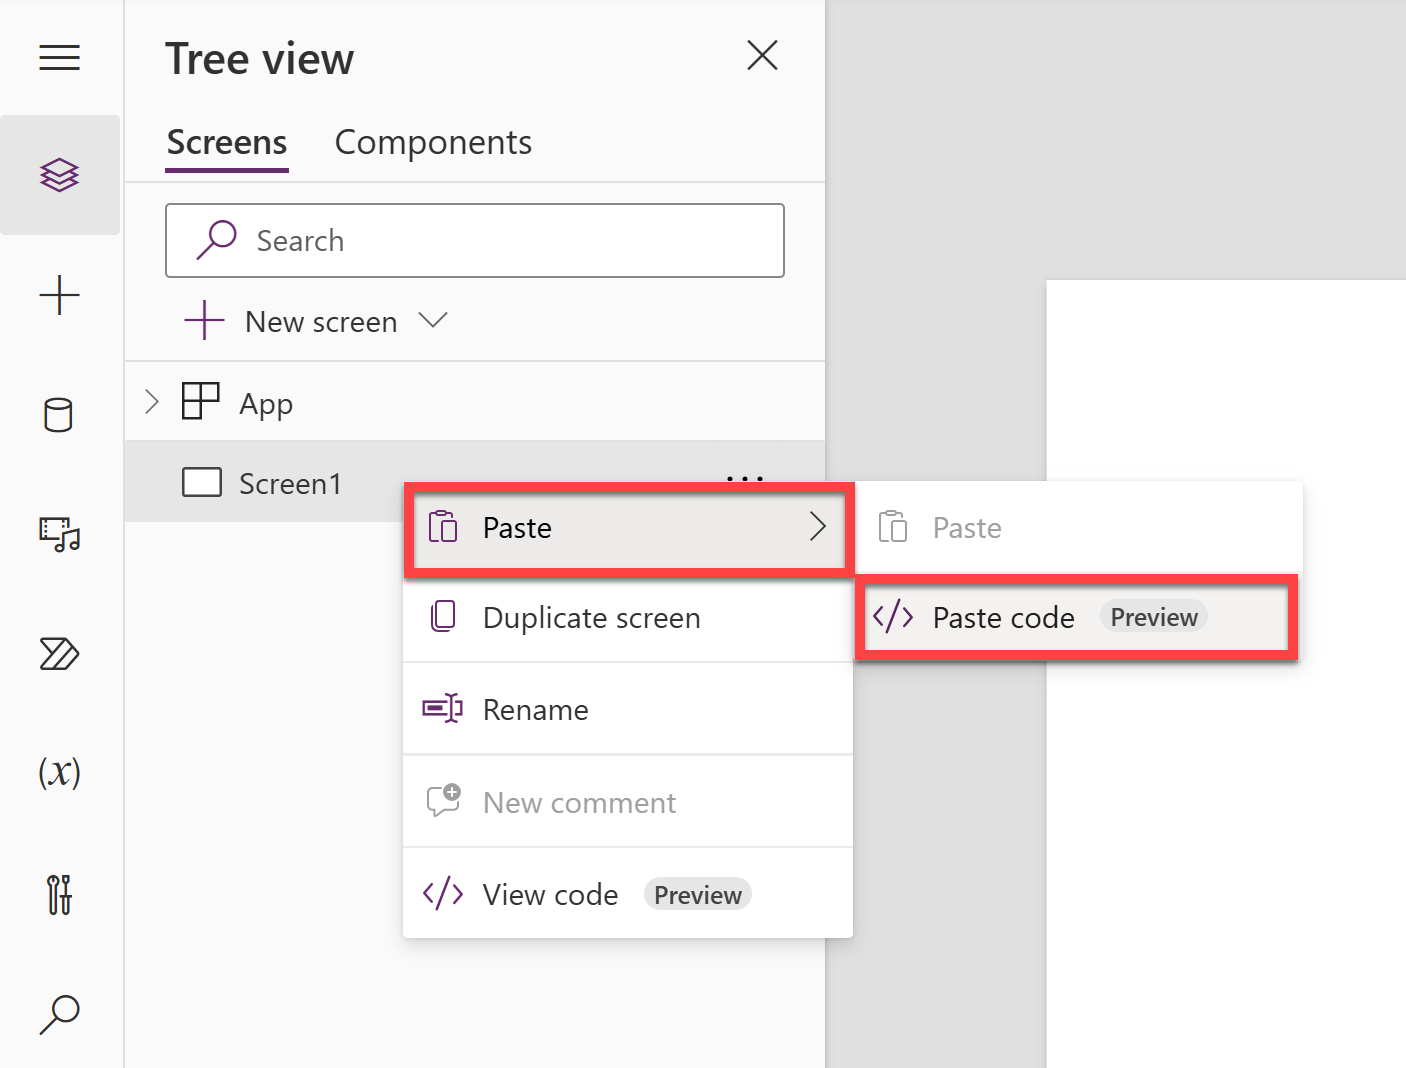 Tree view
Screens Components
Search
New screen
App
Screen1
Paste
Paste
Duplicate screen
Paste code Preview
Rename
(x)
New comment
View code Preview